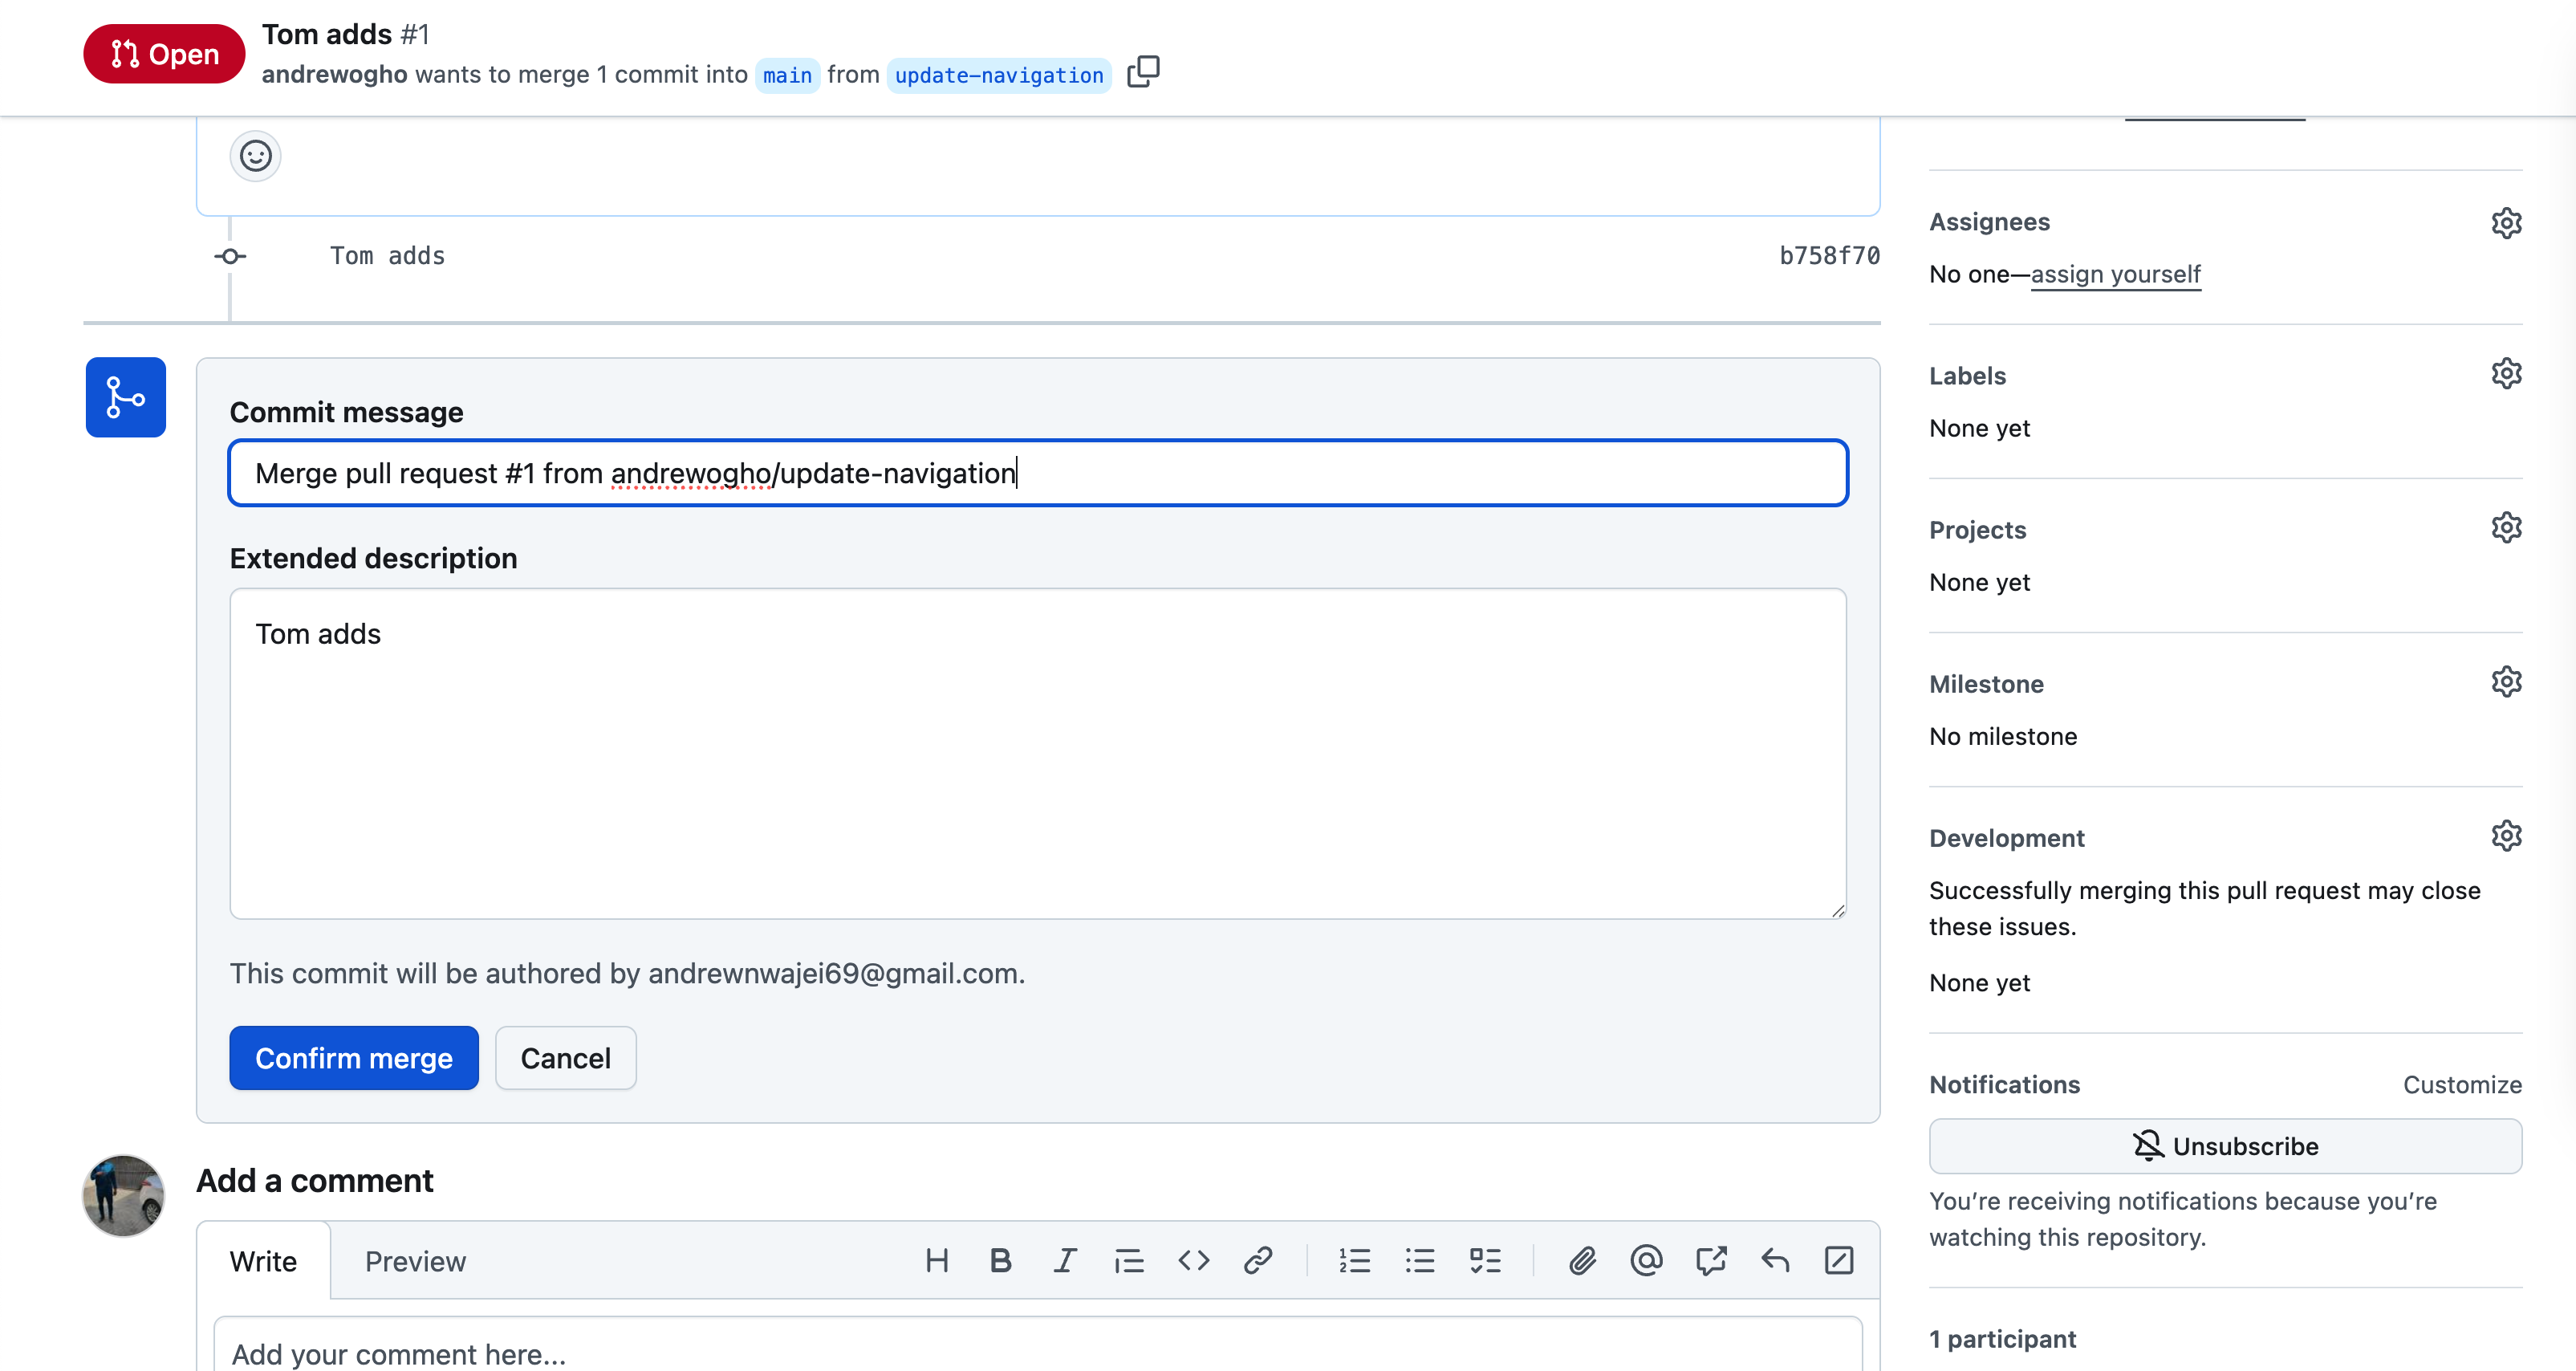 Open
Tom adds #1
andrewogho wants to merge 1 commit into main from update-navigation
Tom adds b758f70
Commit message
Merge pull request #1 from andrewogho/update-navigation
Extended description
Tom adds
This commit will be authored by andrewnwajei69@gmail.com.
Confirm merge
Cancel
Add a comment
Write
Preview
Add your comment here...
Assignees
No one—assign yourself
Labels
None yet
Projects
None yet
Milestone
No milestone
Development
Successfully merging this pull request may close
these issues.
None yet
Notifications
Customize
Unsubscribe
You’re receiving notifications because you’re
watching this repository.
1 participant